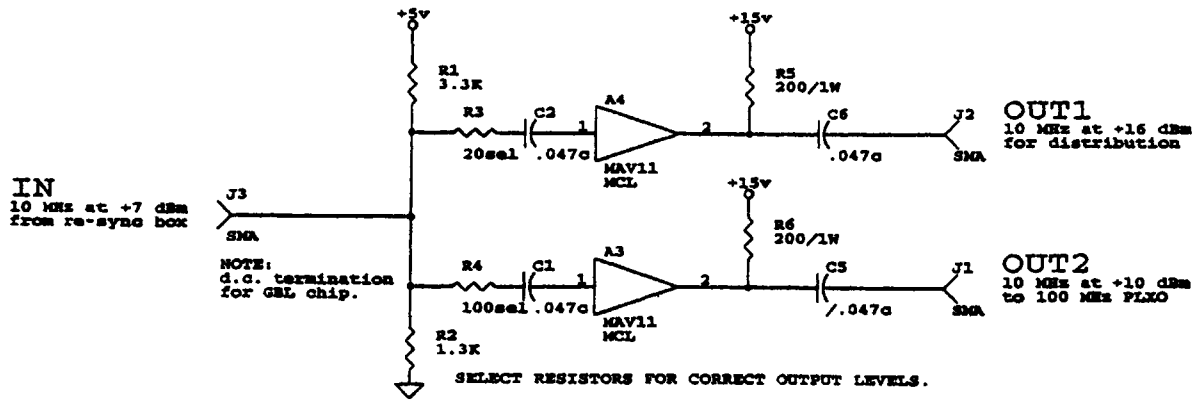 +5v
+15v
R1
3.3K
R5
200/1W
R3
C2
A4
C6
J2
OUT1
10 MHz at +16 dBm
for distribution
1
2
20sel
.047c
MAV11
MCL
.047c
SMA
+15v
IN
10 MHz at +7 dBm
from re-sync box
J3
SMA
R6
200/1W
NOTE:
d.c. termination
for GBL chip.
R4
C1
A3
C5
J1
OUT2
10 MHz at +10 dBm
to 100 MHz PLXO
1
2
100sel
.047c
MAV11
MCL
.047c
SMA
R2
1.3K
SELECT RESISTORS FOR CORRECT OUTPUT LEVELS.